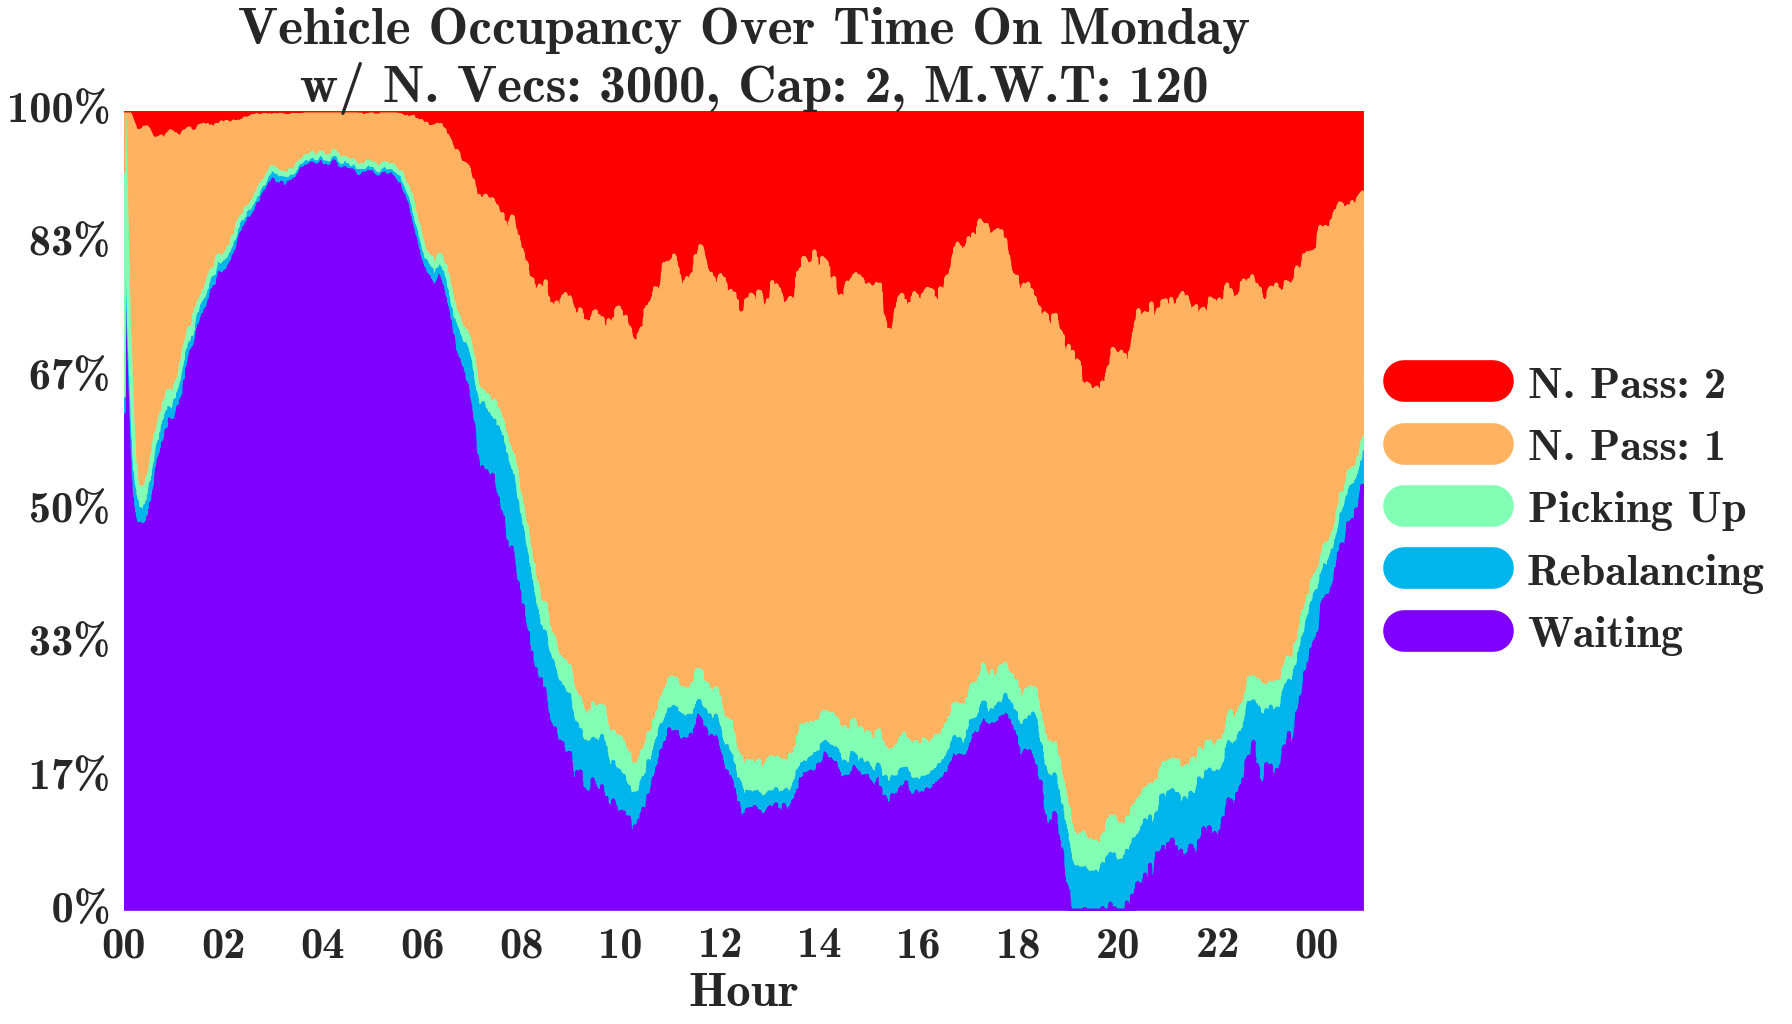 Vehicle Occupancy Over Time On Monday
w/ N. Vecs: 3000, Cap: 2, M.W.T: 120
100%
83%
67%
50%
33%
17%
0%
00 02 04 06 08 10 12 14 16 18 20 22 00
Hour
N. Pass: 2
N. Pass: 1
Picking Up
Rebalancing
Waiting